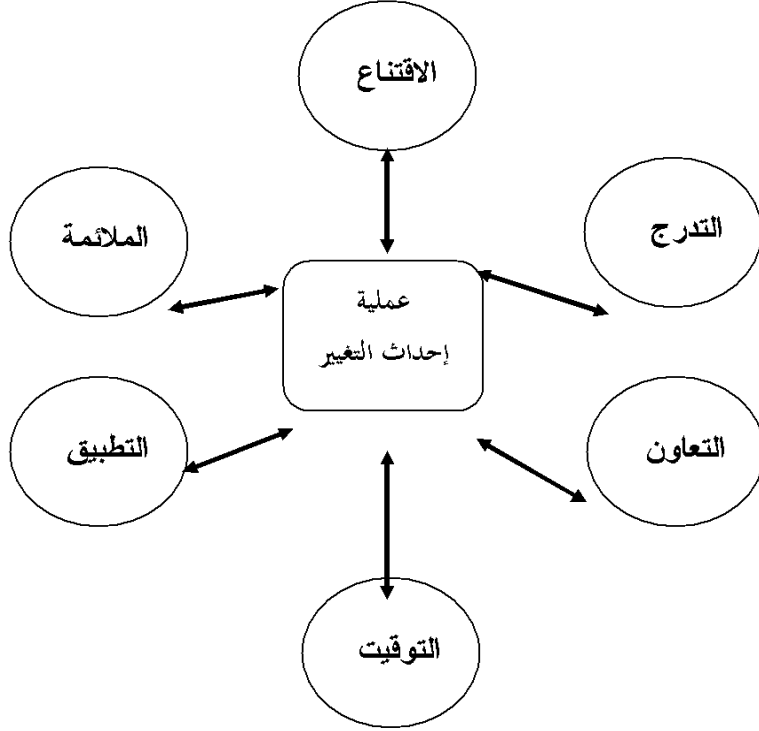 الاقتناع
التدرج
الملائمة
عملية
إحداث التغيير
التعاون
التطبيق
التوقيت